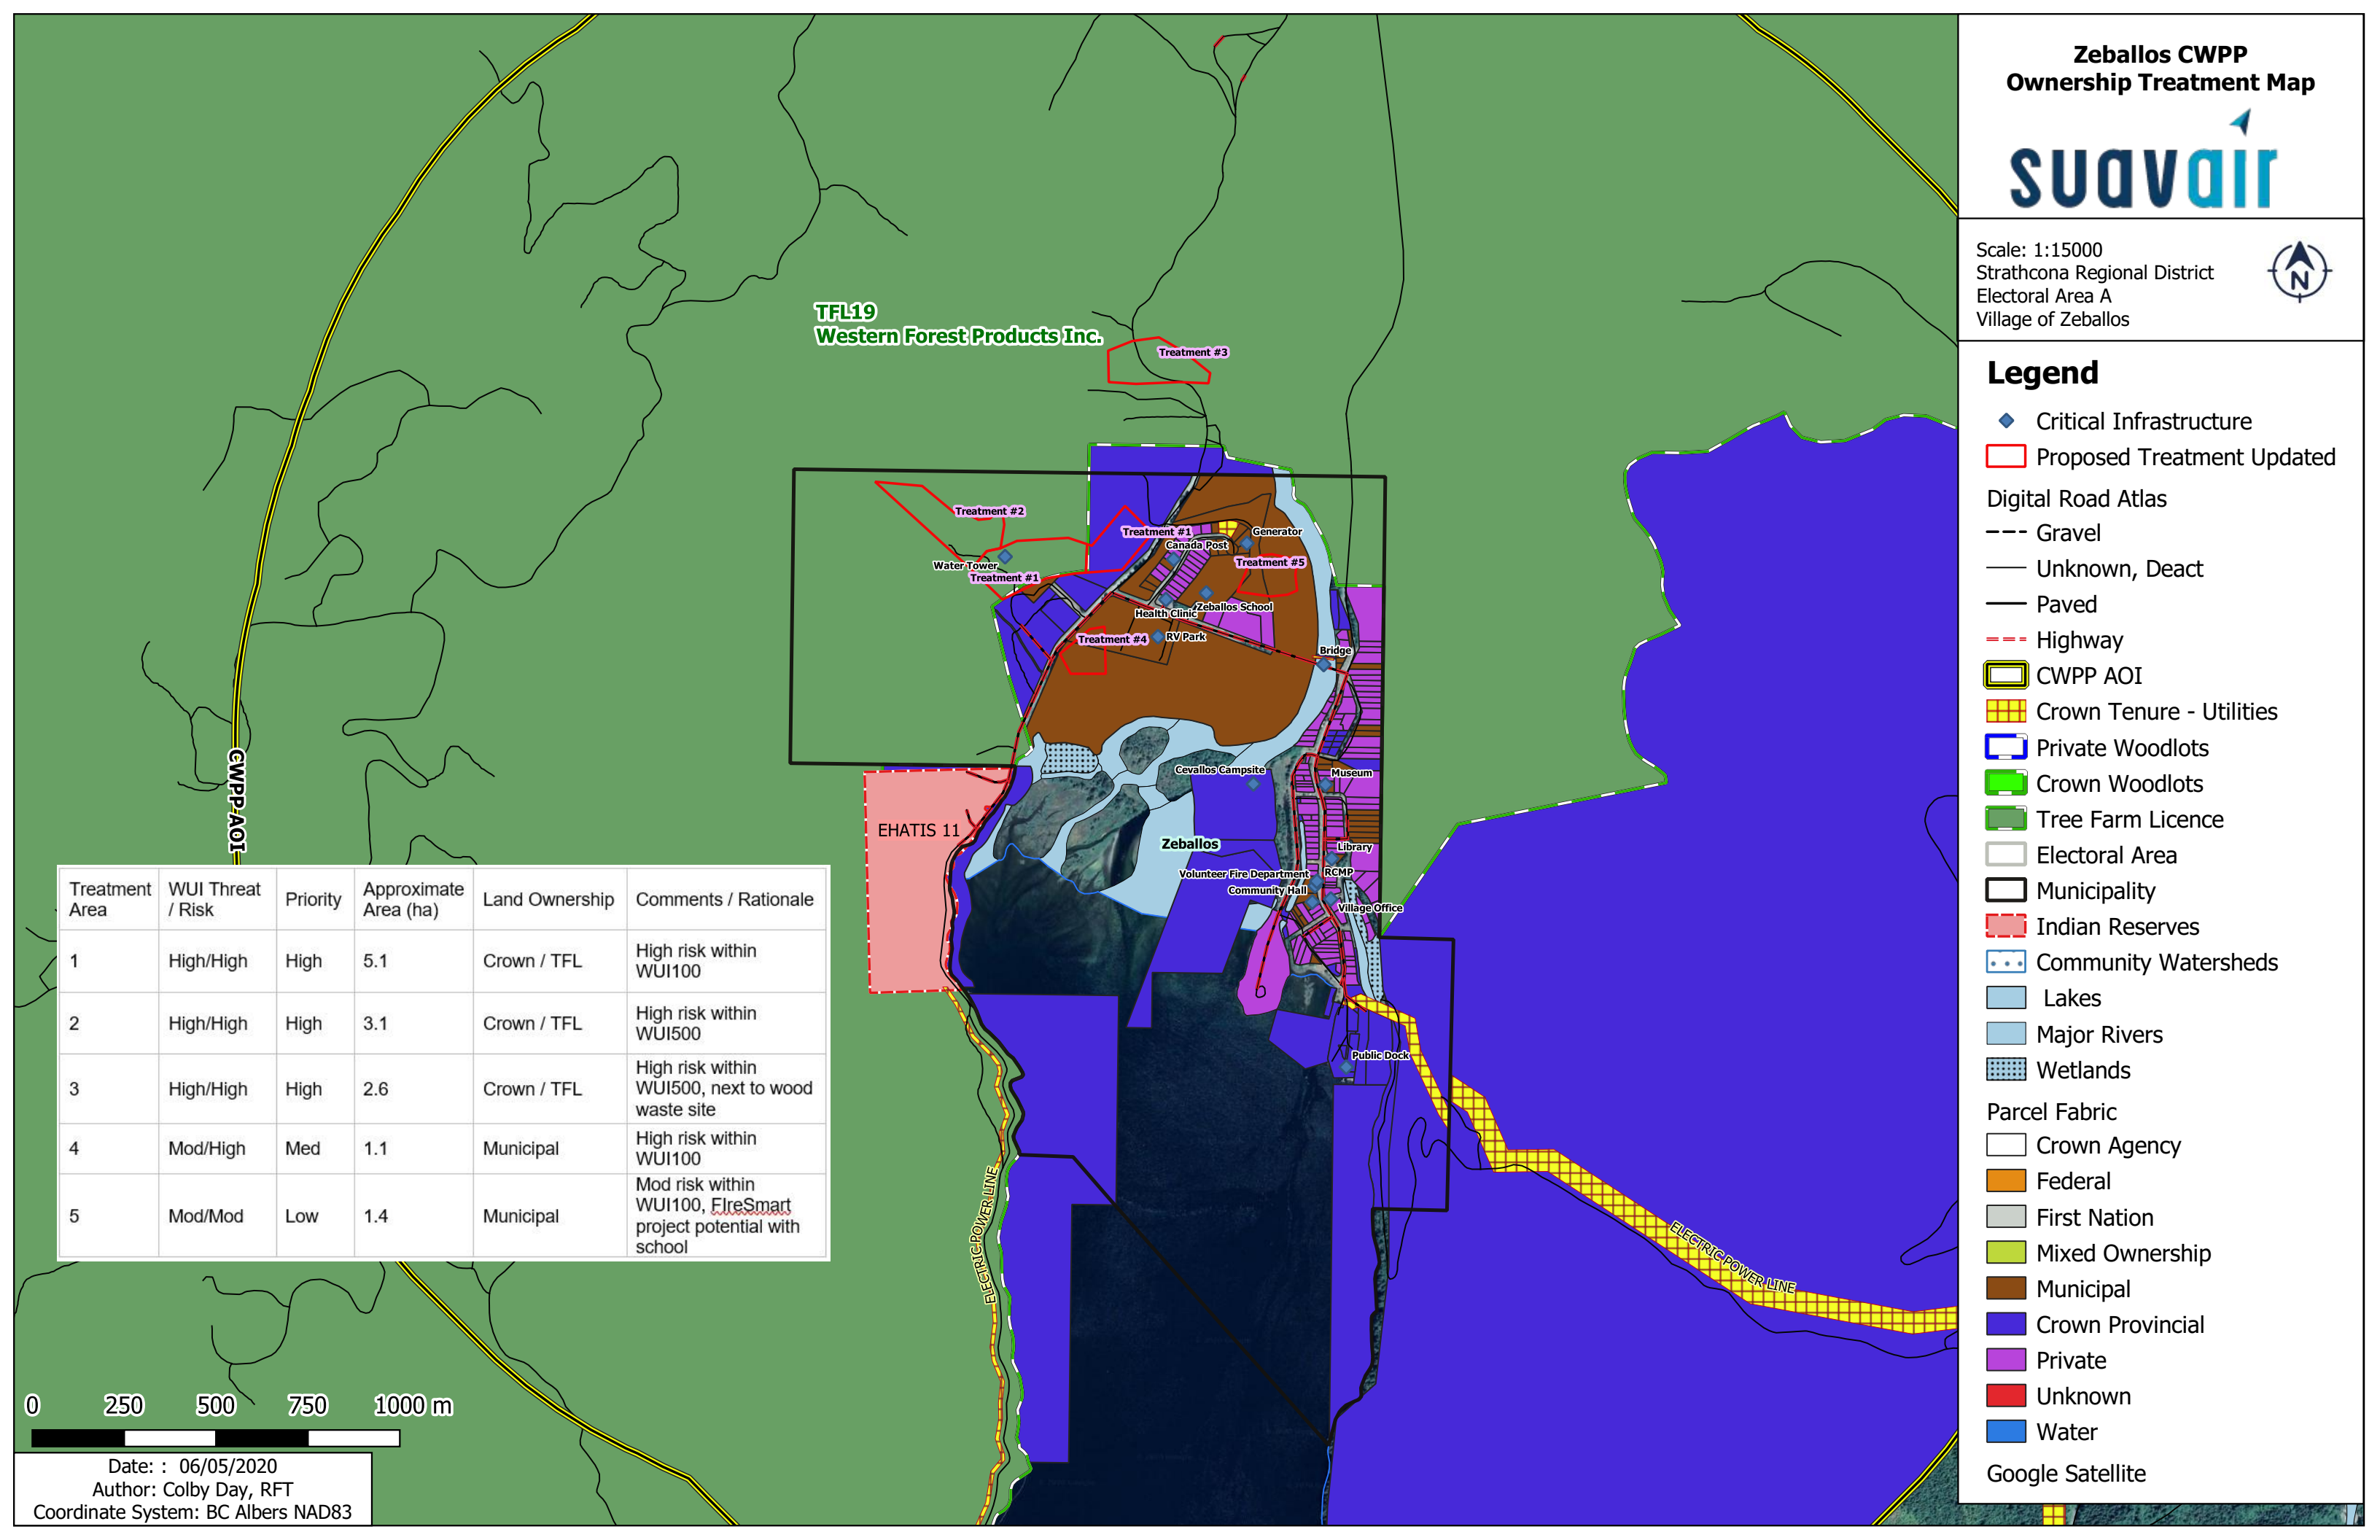 Zeballos CWPP
Ownership Treatment Map
suavair
Scale: 1:15000
Strathcona Regional District
Electoral Area A
Village of Zeballos
N
Legend
Critical Infrastructure
Proposed Treatment Updated
Digital Road Atlas
Gravel
Unknown, Deact
Paved
Highway
CWPP AOI
Crown Tenure - Utilities
Private Woodlots
Crown Woodlots
Tree Farm Licence
Electoral Area
Municipality
Indian Reserves
Community Watersheds
Lakes
Major Rivers
Wetlands
Parcel Fabric
Crown Agency
Federal
First Nation
Mixed Ownership
Municipal
Crown Provincial
Private
Unknown
Water
Google Satellite
TFL19
Western Forest Products Inc.
Treatment #3
Treatment #2
Treatment #1
Generator
Canada Post
Treatment #5
Water Tower
Treatment #1
Zeballos School
Health Clinic
Treatment #4
RV Park
Bridge
Cevallos Campsite
Museum
EHATIS 11
Zeballos
Library
Volunteer Fire Department
RCMP
Community Hall
Village Office
Public Dock
ELECTRIC POWER LINE
ELECTRIC POWER LINE
CWPP AOI
Treatment Area WUI Threat / Risk Priority Approximate Area (ha) Land Ownership Comments / Rationale
1 High/High High 5.1 Crown / TFL High risk within WUI100
2 High/High High 3.1 Crown / TFL High risk within WUI500
3 High/High High 2.6 Crown / TFL High risk within WUI500, next to wood waste site
4 Mod/High Med 1.1 Municipal High risk within WUI100
5 Mod/Mod Low 1.4 Municipal Mod risk within WUI100, FIreSmart project potential with school
0 250 500 750 1000 m
Date: : 06/05/2020
Author: Colby Day, RFT
Coordinate System: BC Albers NAD83